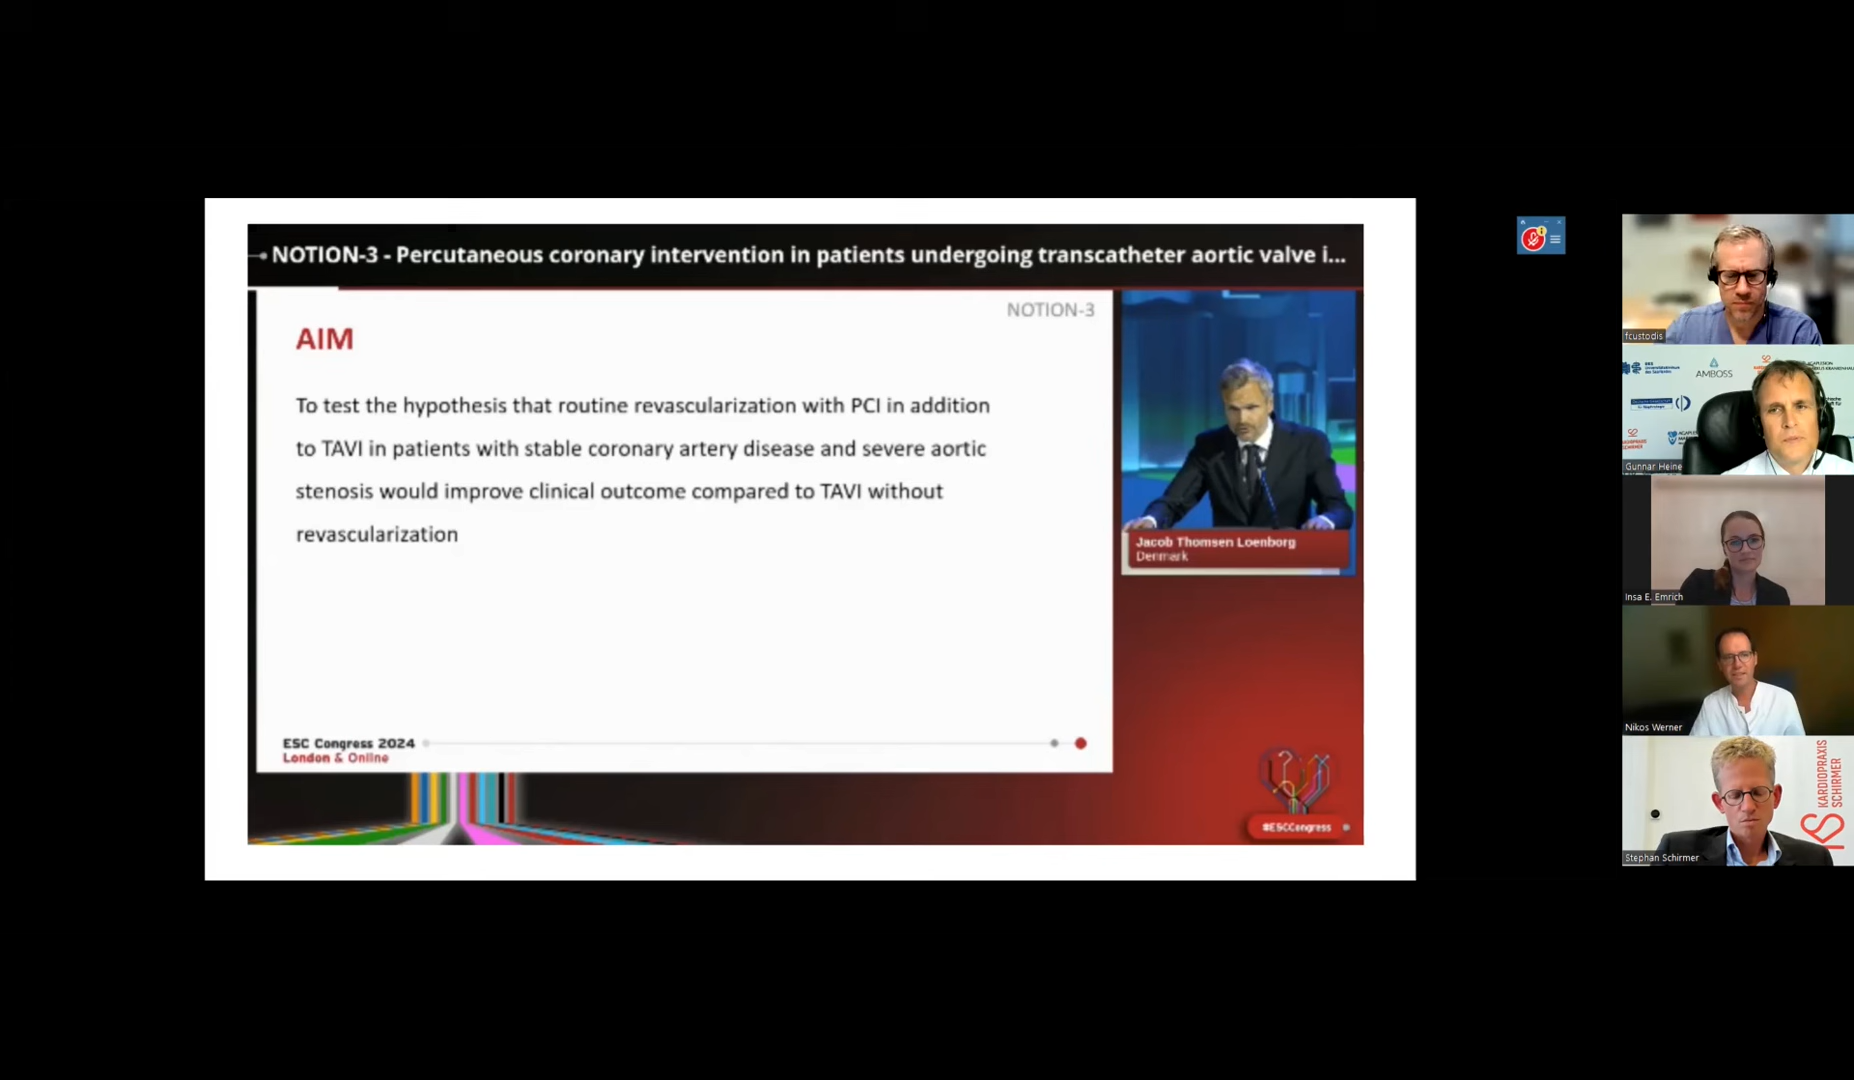 NOTION-3 - Percutaneous coronary intervention in patients undergoing transcatheter aortic valve i...
NOTION-3
AIM
To test the hypothesis that routine revascularization with PCI in addition
to TAVI in patients with stable coronary artery disease and severe aortic
stenosis would improve clinical outcome compared to TAVI without
revascularization
Jacob Thomsen Loenborg
Denmark
ESC Congress 2024
London & Online
#ESCCongress
fcustodis
AMBOSS
Gunnar Heine
Insa E. Emrich
Nikos Werner
KARDIOPRAXIS
SCHIRMER
Stephan Schirmer